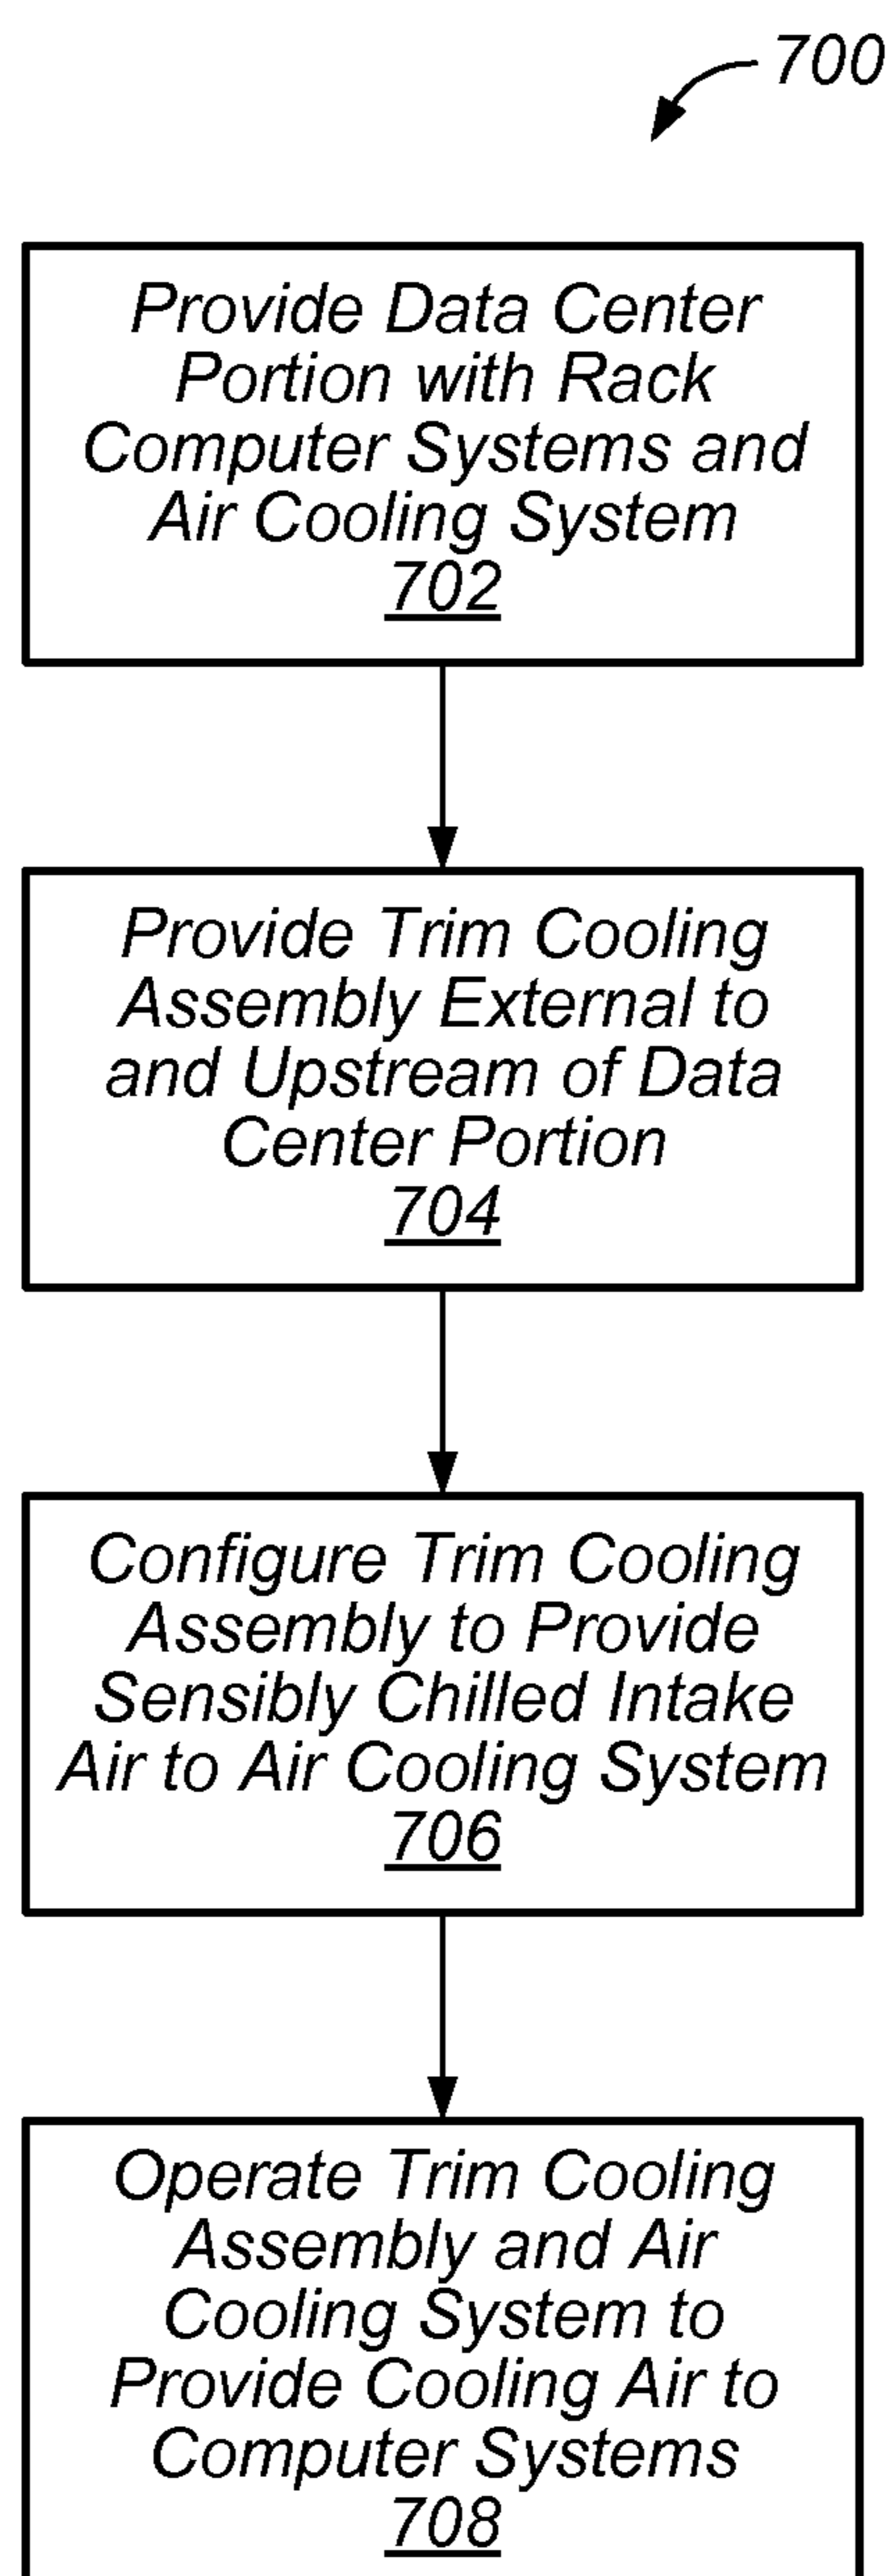 700
Provide Data Center
Portion with Rack
Computer Systems and
Air Cooling System
702
Provide Trim Cooling
Assembly External to
and Upstream of Data
Center Portion
704
Configure Trim Cooling
Assembly to Provide
Sensibly Chilled Intake
Air to Air Cooling System
706
Operate Trim Cooling
Assembly and Air
Cooling System to
Provide Cooling Air to
Computer Systems
708